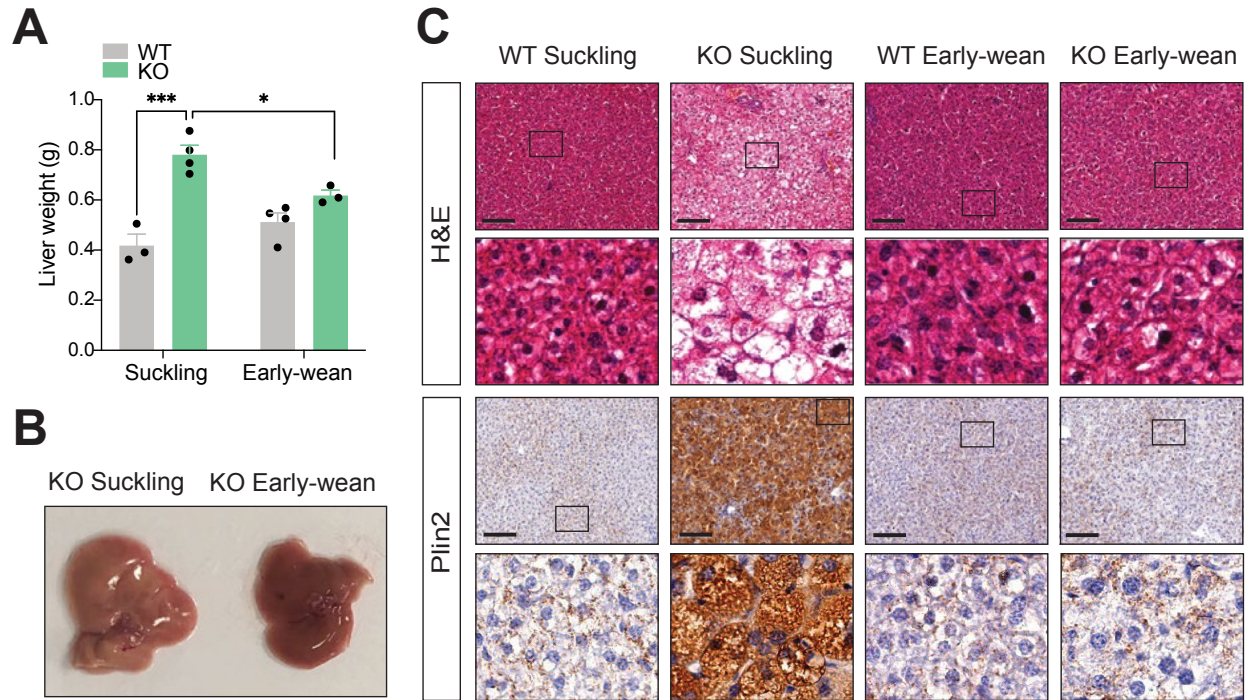 A
WT
KO
***
*
1.0
0.8
0.6
0.4
0.2
0.0
Liver weight (g)
Suckling Early-wean
B
KO Suckling KO Early-wean
C
WT Suckling KO Suckling WT Early-wean KO Early-wean
H&E
Plin2